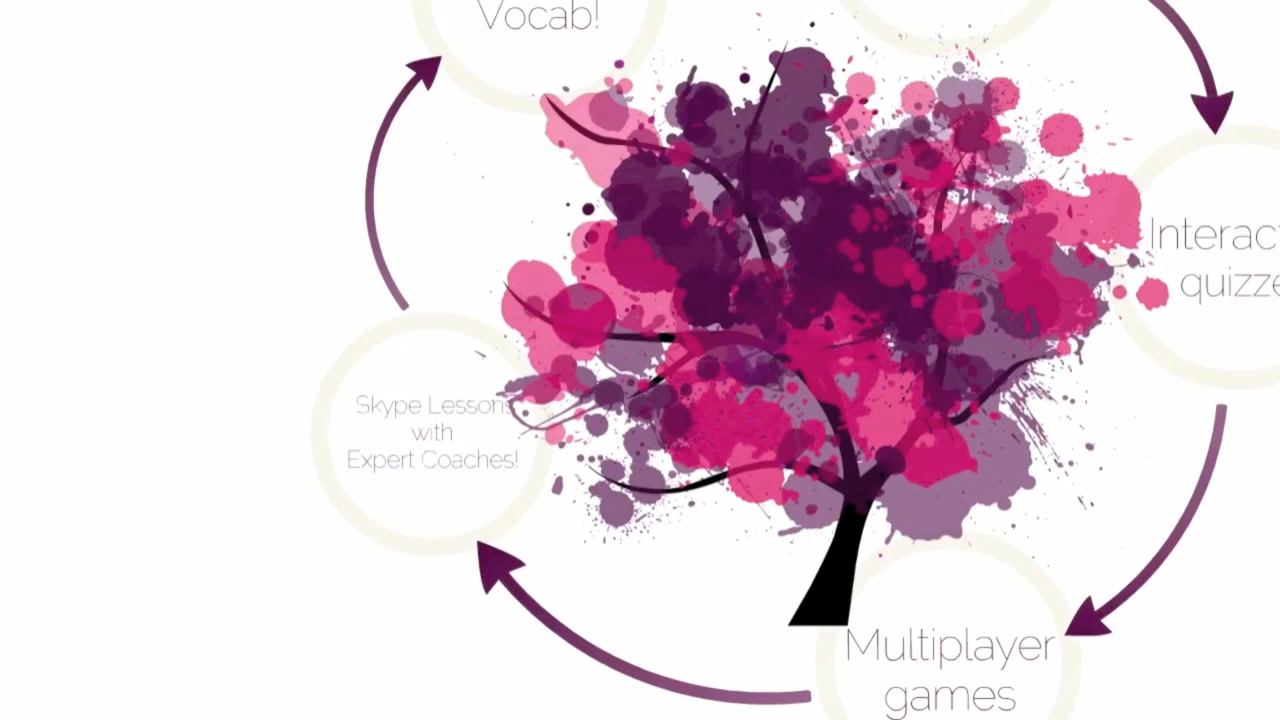 Vocab!
Skype Lessons
with
Expert Coaches!
Multiplayer
games